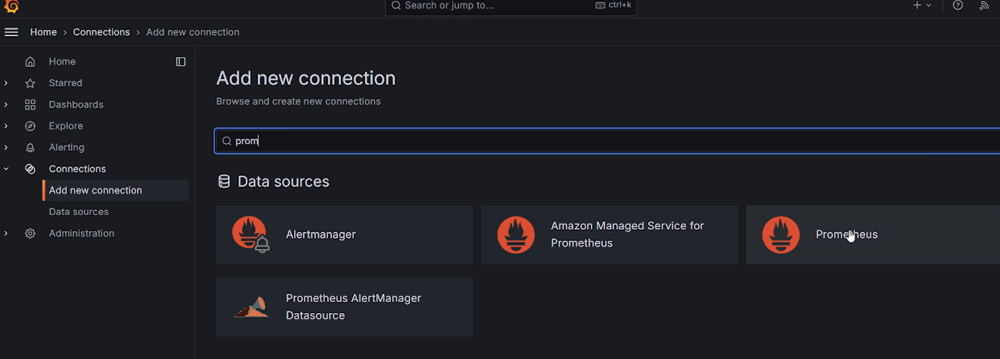 Search or jump to... ctrl+k
Home › Connections › Add new connection
Home
Starred
Dashboards
Explore
Alerting
Connections
Add new connection
Data sources
Administration
Add new connection
Browse and create new connections
prom
Data sources
Alertmanager
Amazon Managed Service for
Prometheus
Prometheus
Prometheus AlertManager
Datasource